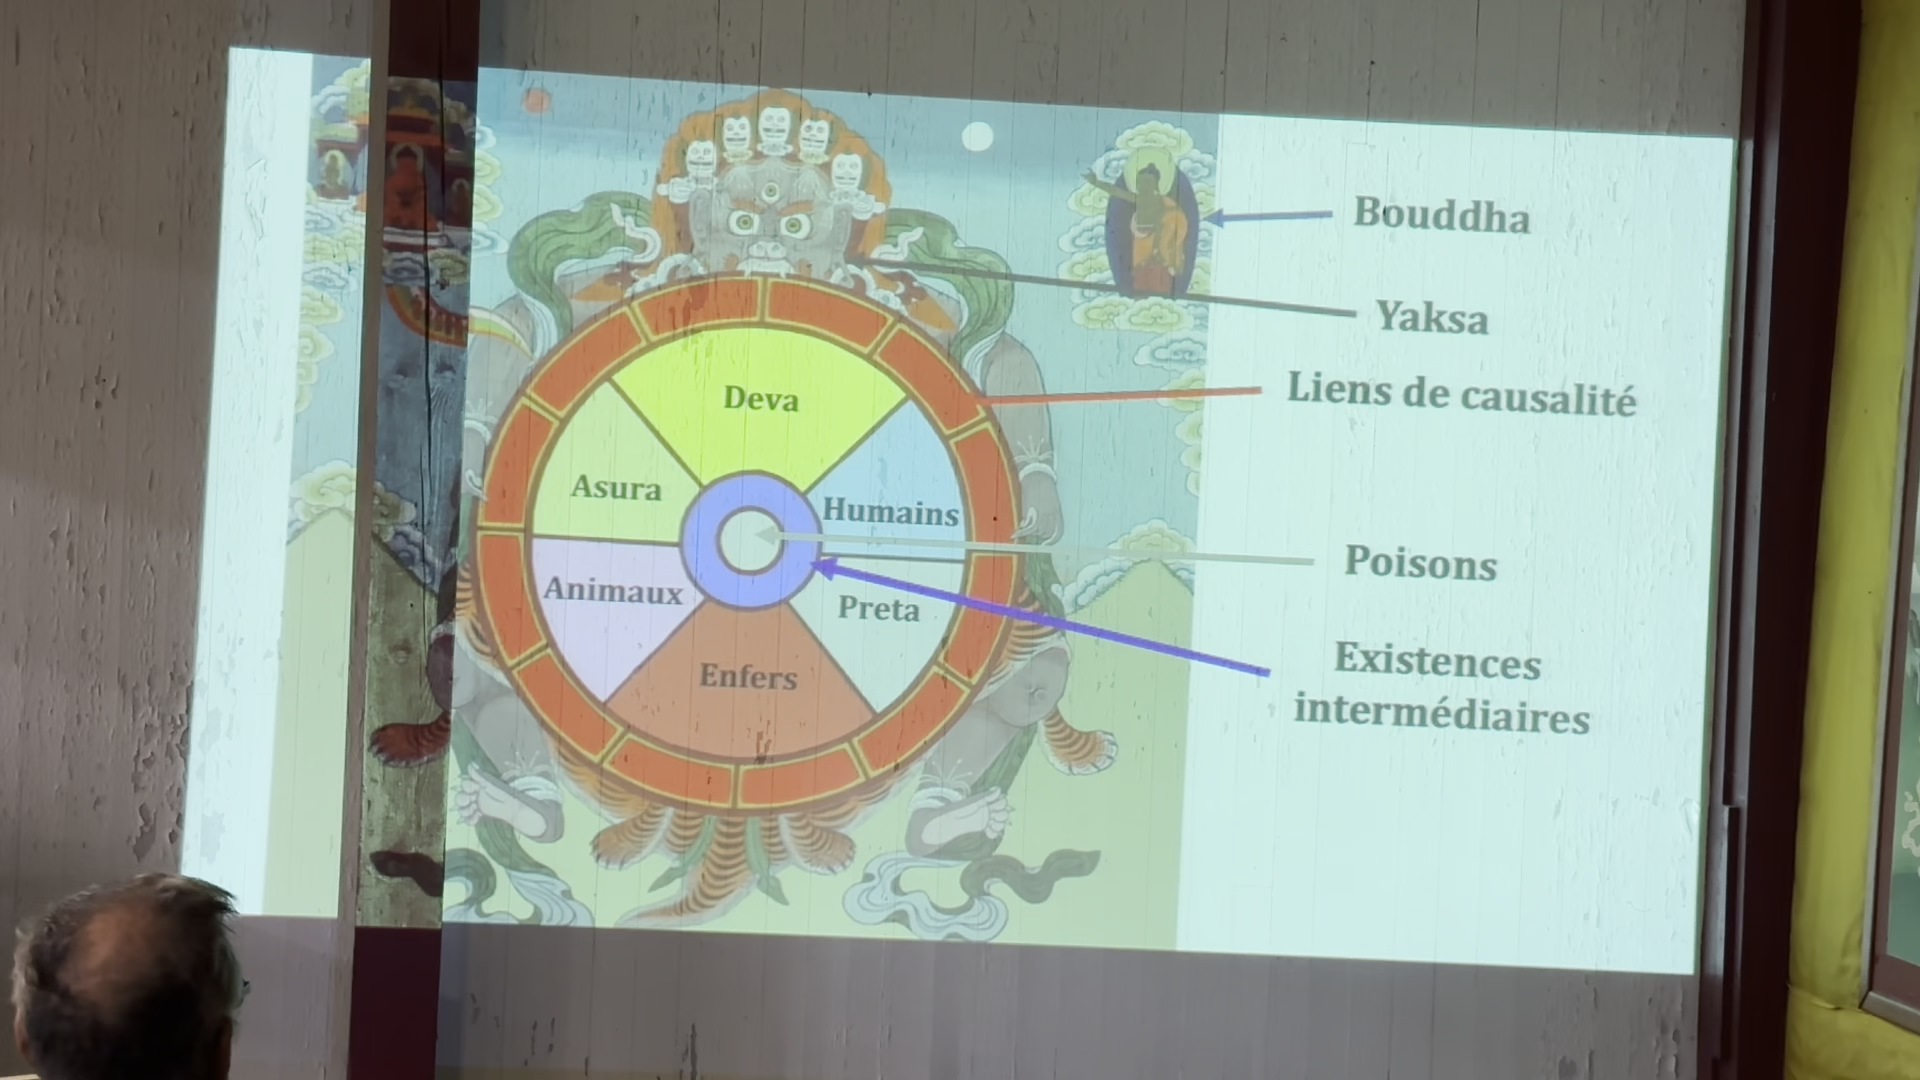 Bouddha
Yaksa
Liens de causalité
Deva
Asura
Humains
Poisons
Animaux
Preta
Existences
intermédiaires
Enfers